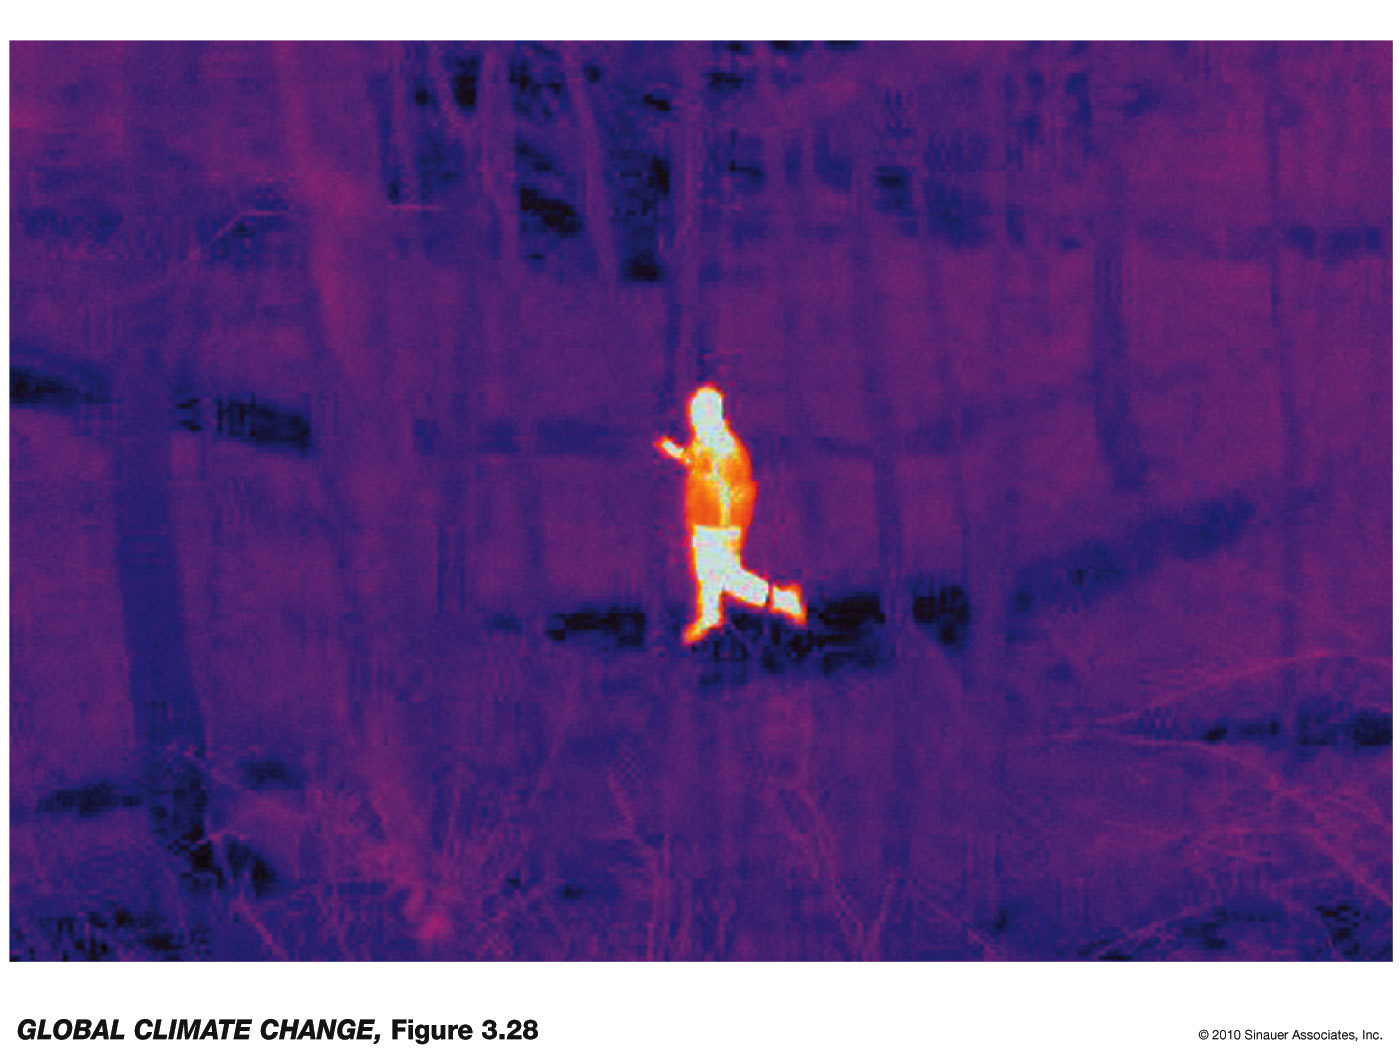 GLOBAL CLIMATE CHANGE, Figure 3.28
© 2010 Sinauer Associates, Inc.